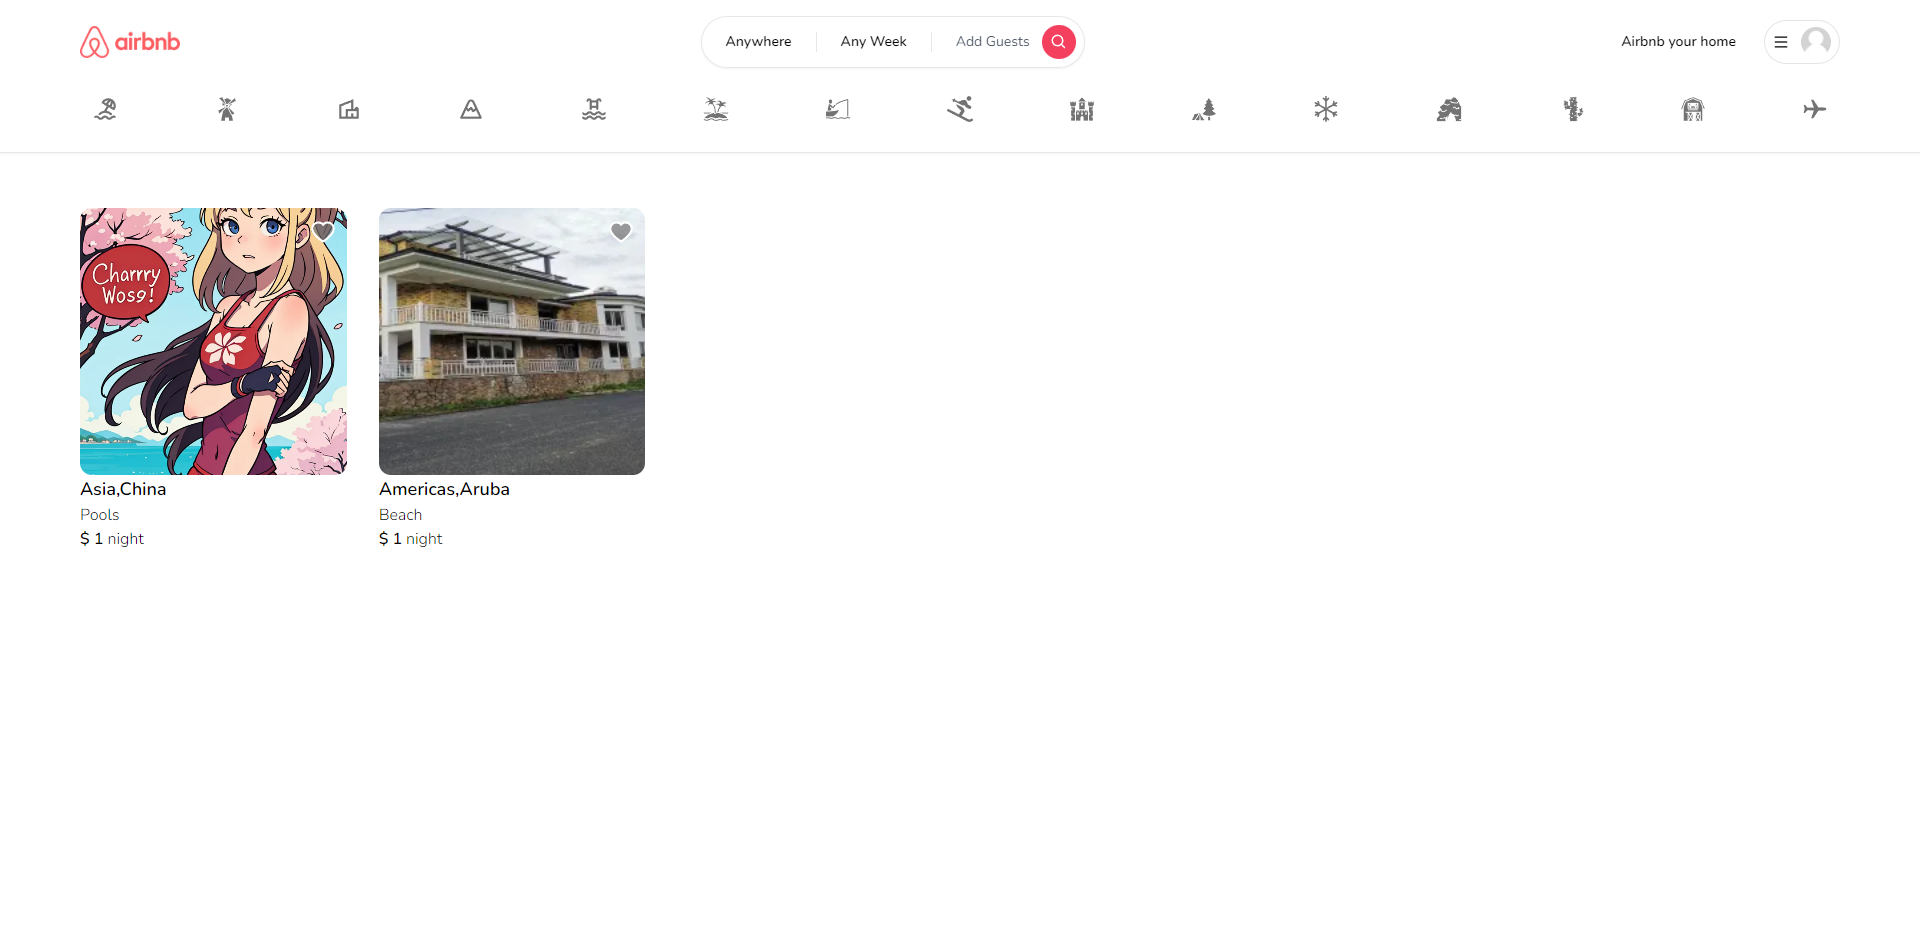 airbnb
Anywhere
Any Week
Add Guests
Airbnb your home
Charrry
Wos9!
Asia,China
Pools
$ 1 night
Americas,Aruba
Beach
$ 1 night